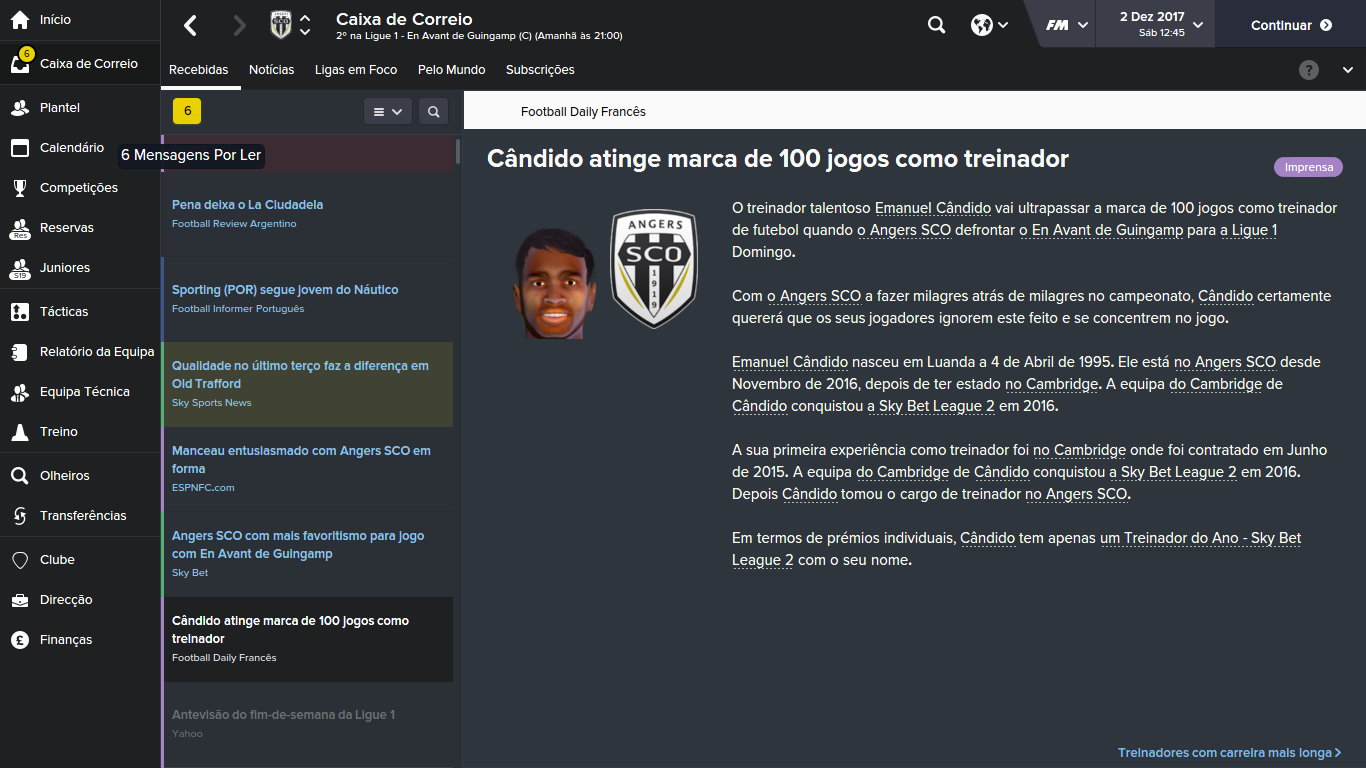 Início
6
Caixa de Correio
Plantel
Calendário
Competições
Res
Reservas
S19
Juniores
Tácticas
Relatório da Equipa
Equipa Técnica
Treino
Olheiros
Transferências
Clube
Direcção
£
Finanças
SCO
Caixa de Correio
2º na Ligue 1 - En Avant de Guingamp (C) (Amanhã às 21:00)
FM
2 Dez 2017
Sáb 12:45
Continuar
Recebidas
Notícias
Ligas em Foco
Pelo Mundo
Subscrições
?
6
6 Mensagens Por Ler
Pena deixa o La Ciudadela
Football Review Argentino
Sporting (POR) segue jovem do Náutico
Football Informer Português
Qualidade no último terço faz a diferença em
Old Trafford
Sky Sports News
Manceau entusiasmado com Angers SCO em
forma
ESPNFC.com
Angers SCO com mais favoritismo para jogo
com En Avant de Guingamp
Sky Bet
Cândido atinge marca de 100 jogos como
treinador
Football Daily Francês
Antevisão do fim-de-semana da Ligue 1
Yahoo
Football Daily Francês
Cândido atinge marca de 100 jogos como treinador
Imprensa
ANGERS
SCO
1919
O treinador talentoso Emanuel Cândido vai ultrapassar a marca de 100 jogos como treinador
de futebol quando o Angers SCO defrontar o En Avant de Guingamp para a Ligue 1
Domingo.
Com o Angers SCO a fazer milagres atrás de milagres no campeonato, Cândido certamente
quererá que os seus jogadores ignorem este feito e se concentrem no jogo.
Emanuel Cândido nasceu em Luanda a 4 de Abril de 1995. Ele está no Angers SCO desde
Novembro de 2016, depois de ter estado no Cambridge. A equipa do Cambridge de
Cândido conquistou a Sky Bet League 2 em 2016.
A sua primeira experiência como treinador foi no Cambridge onde foi contratado em Junho
de 2015. A equipa do Cambridge de Cândido conquistou a Sky Bet League 2 em 2016.
Depois Cândido tomou o cargo de treinador no Angers SCO.
Em termos de prémios individuais, Cândido tem apenas um Treinador do Ano - Sky Bet
League 2 com o seu nome.
Treinadores com carreira mais longa